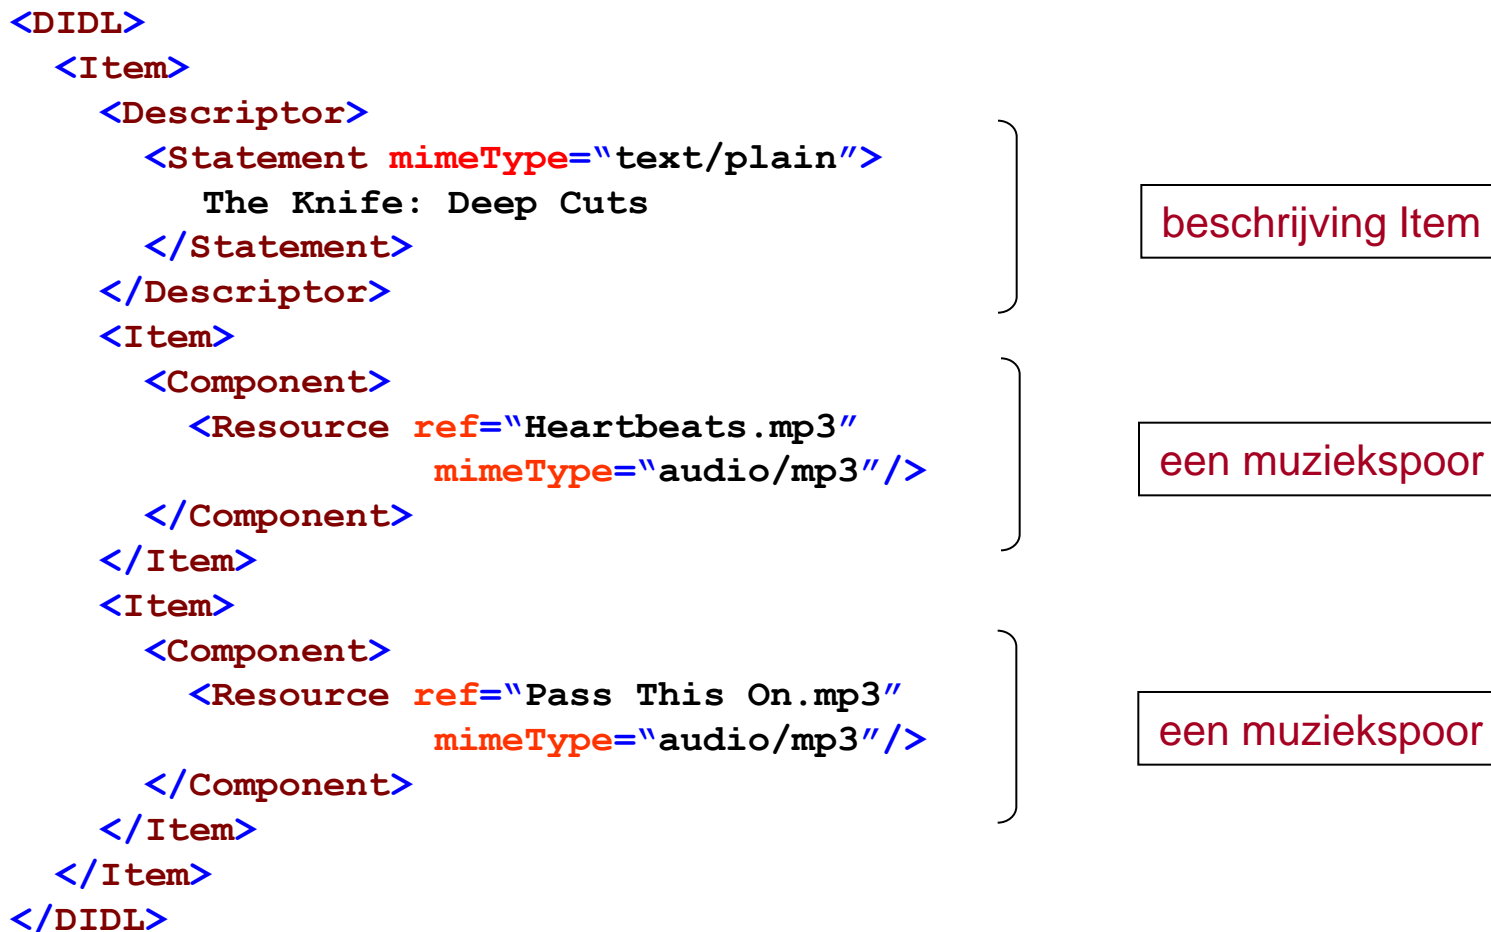 <DIDL>
<Item>
<Descriptor>
<Statement mimeType=“text/plain”>
The Knife: Deep Cuts
</Statement>
</Descriptor>
beschrijving Item
<Item>
<Component>
<Resource ref=“Heartbeats.mp3”
mimeType=“audio/mp3”/>
</Component>
</Item>
een muziekspoor
<Item>
<Component>
<Resource ref=“Pass This On.mp3”
mimeType=“audio/mp3”/>
</Component>
</Item>
een muziekspoor
</Item>
</DIDL>